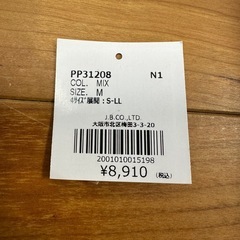 PP31208 N1
COL. MIX
SIZE. M
ｻｲｽﾞ展開：S-LL
J.B.CO.,LTD.
大阪市北区梅田3-3-20
2001010015198
¥8,910 (税込)